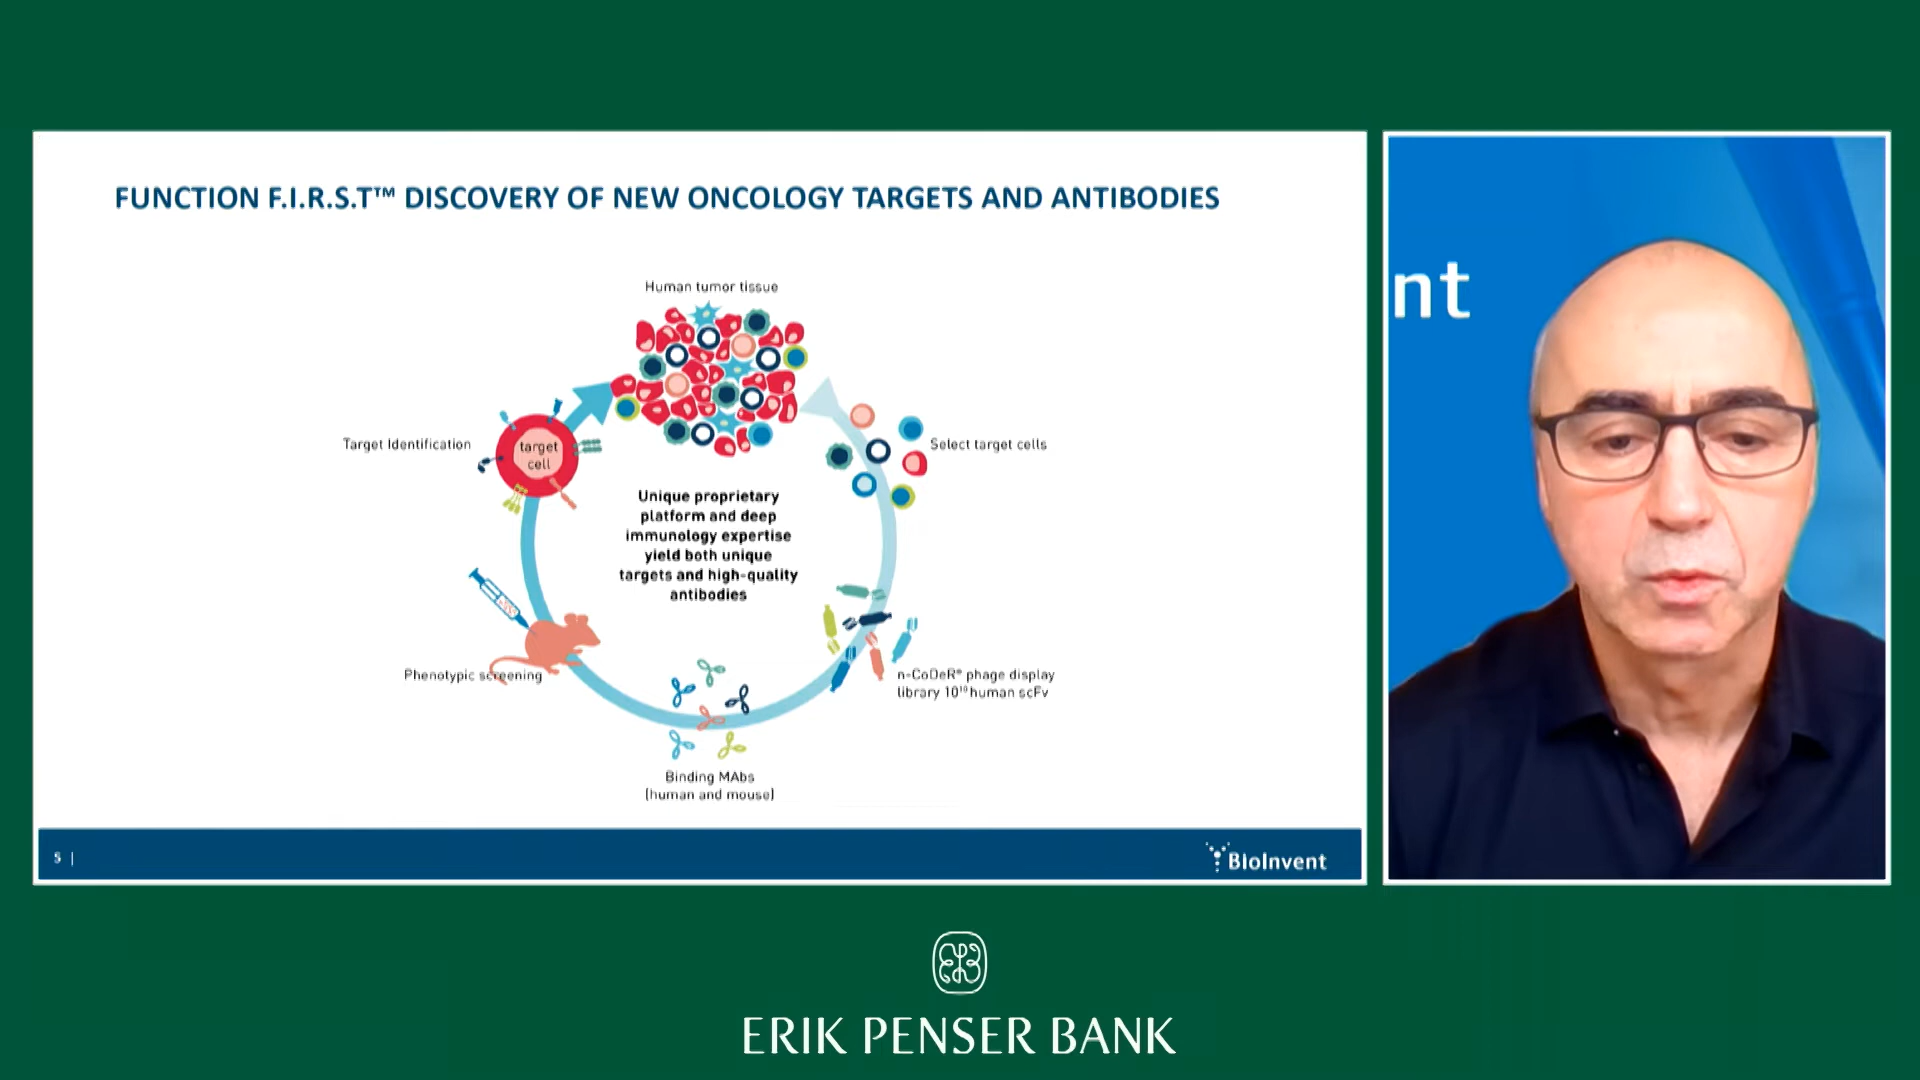 FUNCTION F.I.R.S.T™ DISCOVERY OF NEW ONCOLOGY TARGETS AND ANTIBODIES
Human tumor tissue
Target Identification
target
cell
Select target cells
Unique proprietary
platform and deep
immunology expertise
yield both unique
targets and high-quality
antibodies
Phenotypic screening
n-CoDeR® phage display
library 10¹⁰ human scFv
Binding MAbs
(human and mouse)
5 |
BioInvent
nt
ERIK PENSER BANK